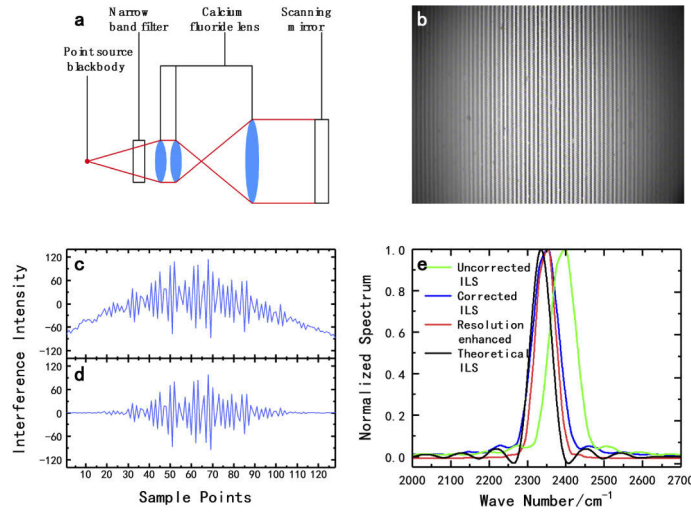 a
Narrow
band filter
Calcium
fluoride lens
Scanning
mirror
Point source
blackbody
b
c
120
60
0
-60
-120
d
120
60
0
-60
-120
10 20 30 40 50 60 70 80 90 100 110 120
Interference Intensity
Sample Points
e
1.0
0.8
0.6
0.4
0.2
0.0
Uncorrected
ILS
Corrected
ILS
Resolution
enhanced
Theoretical
ILS
2000 2100 2200 2300 2400 2500 2600 2700
Normalized Spectrum
Wave Number/cm⁻¹